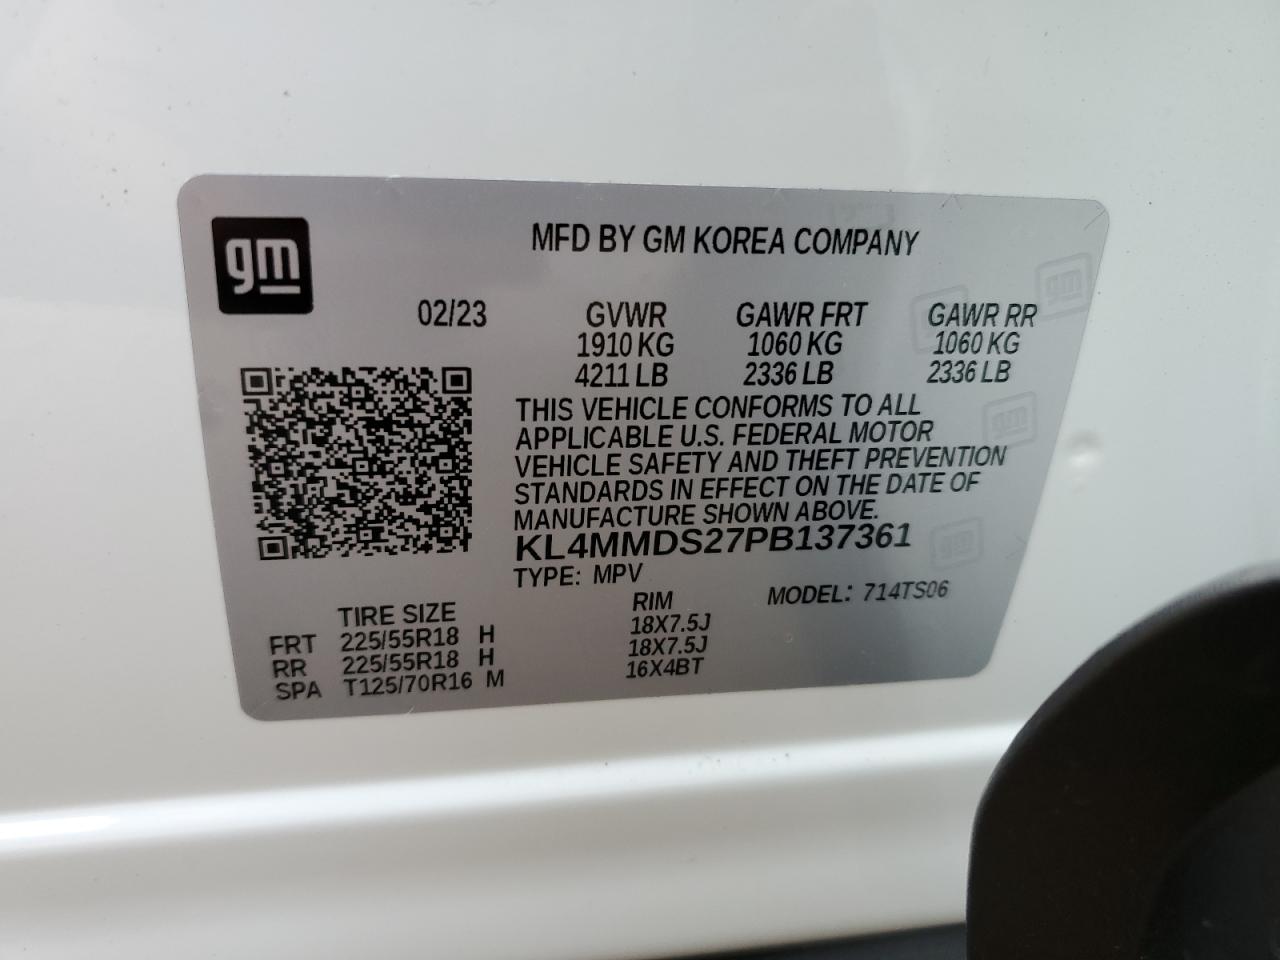 gm
MFD BY GM KOREA COMPANY
02/23 GVWR GAWR FRT GAWR RR
1910 KG 1060 KG 1060 KG
4211 LB 2336 LB 2336 LB
THIS VEHICLE CONFORMS TO ALL
APPLICABLE U.S. FEDERAL MOTOR
VEHICLE SAFETY AND THEFT PREVENTION
STANDARDS IN EFFECT ON THE DATE OF
MANUFACTURE SHOWN ABOVE.
KL4MMDS27PB137361
TYPE: MPV MODEL: 714TS06
TIRE SIZE RIM
FRT 225/55R18 H 18X7.5J
RR 225/55R18 H 18X7.5J
SPA T125/70R16 M 16X4BT